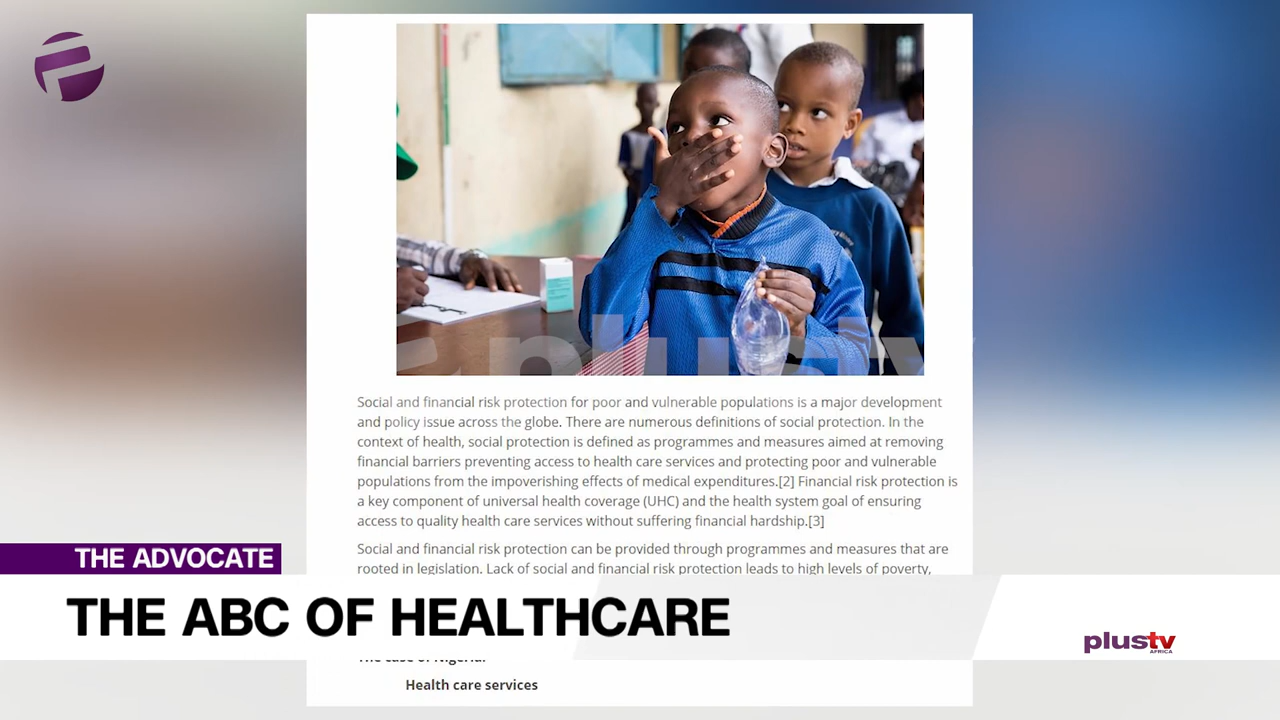 plustv
Social and financial risk protection for poor and vulnerable populations is a major development
and policy issue across the globe. There are numerous definitions of social protection. In the
context of health, social protection is defined as programmes and measures aimed at removing
financial barriers preventing access to health care services and protecting poor and vulnerable
populations from the impoverishing effects of medical expenditures.[2] Financial risk protection is
a key component of universal health coverage (UHC) and the health system goal of ensuring
access to quality health care services without suffering financial hardship.[3]
Social and financial risk protection can be provided through programmes and measures that are
rooted in legislation. Lack of social and financial risk protection leads to high levels of poverty,
THE ADVOCATE
THE ABC OF HEALTHCARE
plustv
AFRICA
The case of Nigeria
Health care services